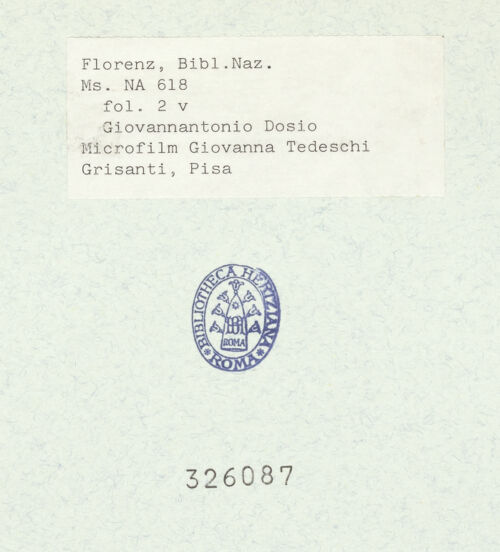 Florenz, Bibl.Naz.
Ms. NA 618
fol. 2 v
Giovannantonio Dosio
Microfilm Giovanna Tedeschi
Grisanti, Pisa
BIBLIOTHECA HERTZIANA
ROMA
*ROMA*
326087